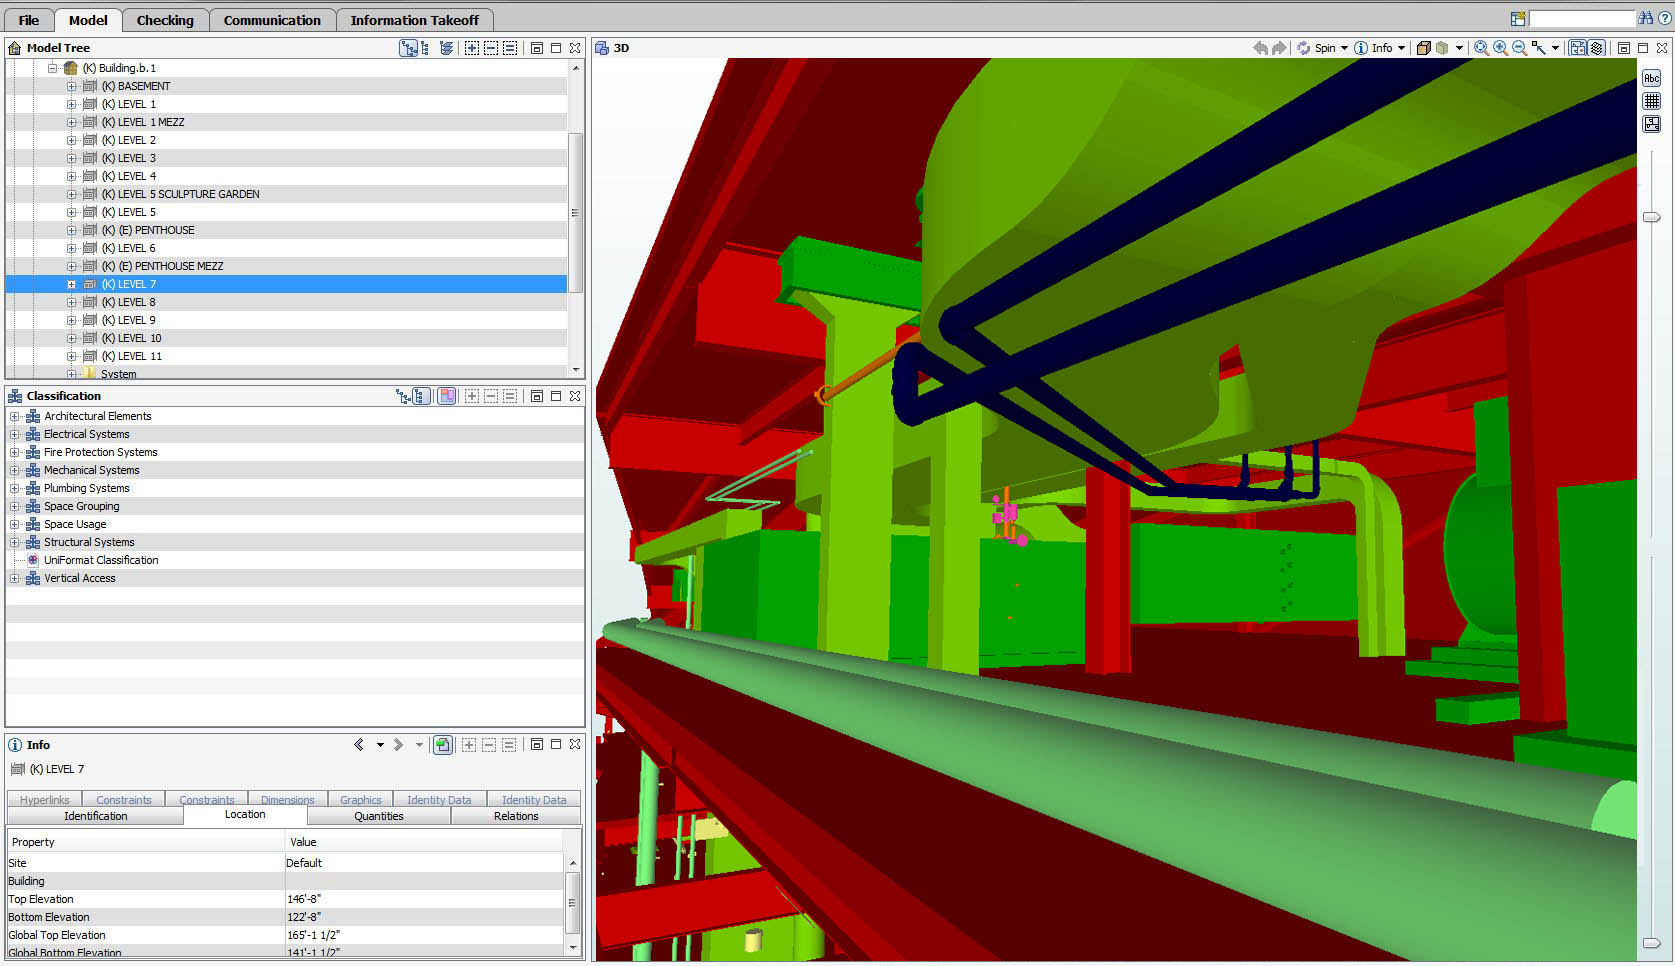 File Model Checking Communication Information Takeoff
Model Tree
(K) Building.b.1
(K) BASEMENT
(K) LEVEL 1
(K) LEVEL 1 MEZZ
(K) LEVEL 2
(K) LEVEL 3
(K) LEVEL 4
(K) LEVEL 5 SCULPTURE GARDEN
(K) LEVEL 5
(K) (E) PENTHOUSE
(K) LEVEL 6
(K) (E) PENTHOUSE MEZZ
(K) LEVEL 7
(K) LEVEL 8
(K) LEVEL 9
(K) LEVEL 10
(K) LEVEL 11
System
Classification
Architectural Elements
Electrical Systems
Fire Protection Systems
Mechanical Systems
Plumbing Systems
Space Grouping
Space Usage
Structural Systems
UniFormat Classification
Vertical Access
Info
(K) LEVEL 7
Hyperlinks Constraints Constraints Dimensions Graphics Identity Data Identity Data
Identification Location Quantities Relations
Property Value
Site Default
Building
Top Elevation 146'-8"
Bottom Elevation 122'-8"
Global Top Elevation 165'-1 1/2"
Global Bottom Elevation 141'-1 1/2"
3D Spin Info
Abc